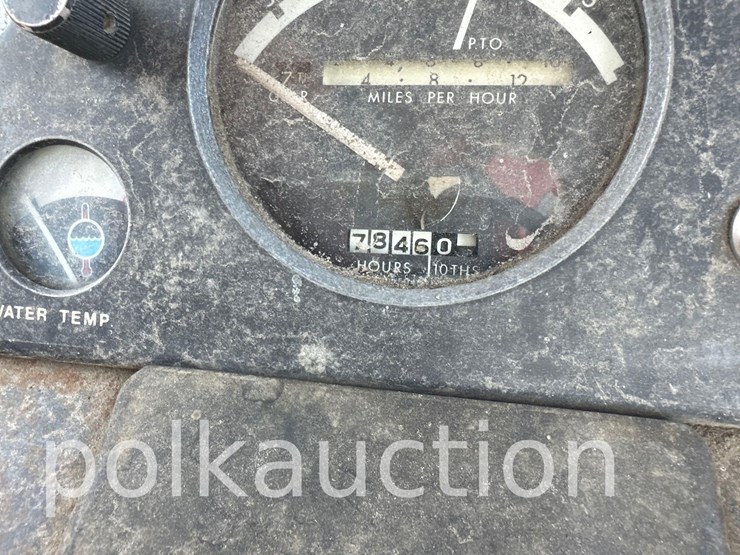 PTO
4 . 8 . 12
MILES PER HOUR
78460
HOURS 10THS
WATER TEMP.
polkauction